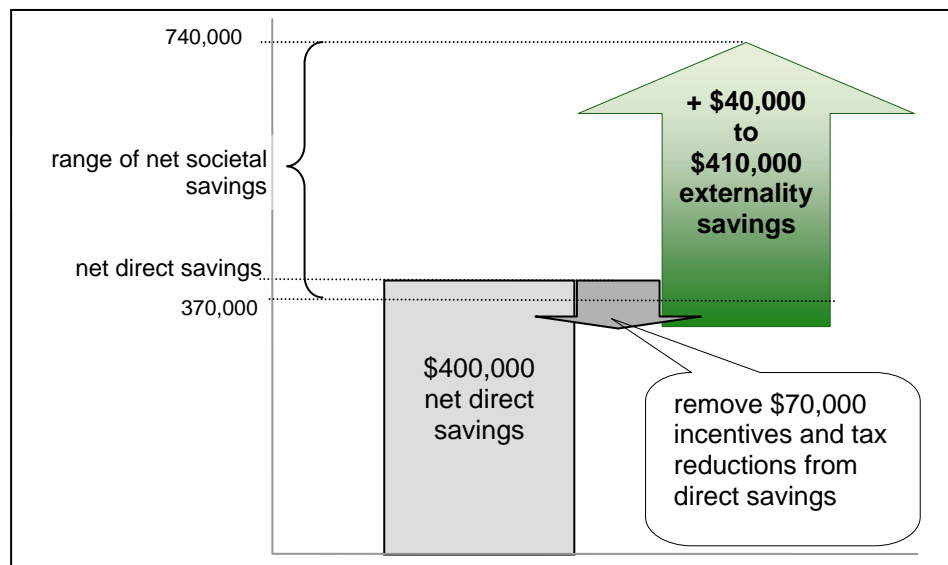 740,000
range of net societal
savings
net direct savings
370,000
$400,000
net direct
savings
+ $40,000
to
$410,000
externality
savings
remove $70,000
incentives and tax
reductions from
direct savings